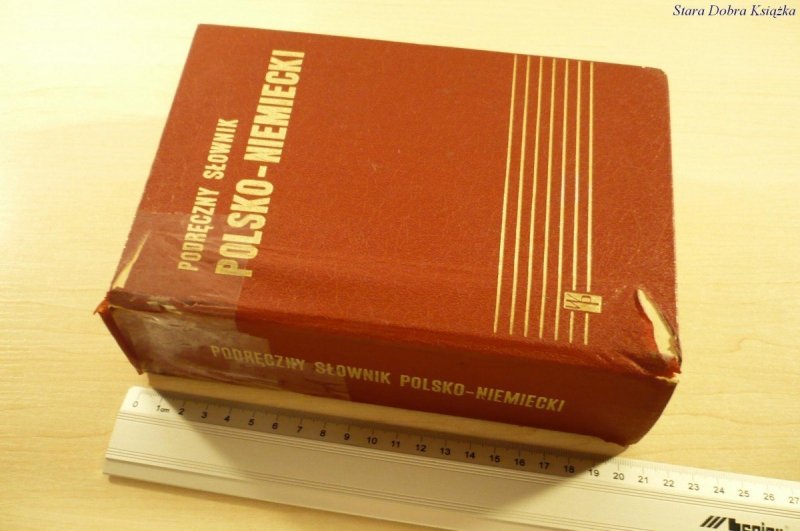 Stara Dobra Książka
PODRĘCZNY SŁOWNIK
POLSKO-NIEMIECKI
PODRĘCZNY SŁOWNIK POLSKO-NIEMIECKI
0 1cm 2 3 4 5 6 7 8 9 10 11 12 13 14 15 16 17 18 19 20 21 22 23 24 25 26 27